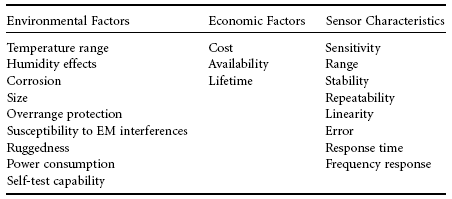 Environmental Factors Economic Factors Sensor Characteristics
Temperature range Cost Sensitivity
Humidity effects Availability Range
Corrosion Lifetime Stability
Size Repeatability
Overrange protection Linearity
Susceptibility to EM interferences Error
Ruggedness Response time
Power consumption Frequency response
Self-test capability